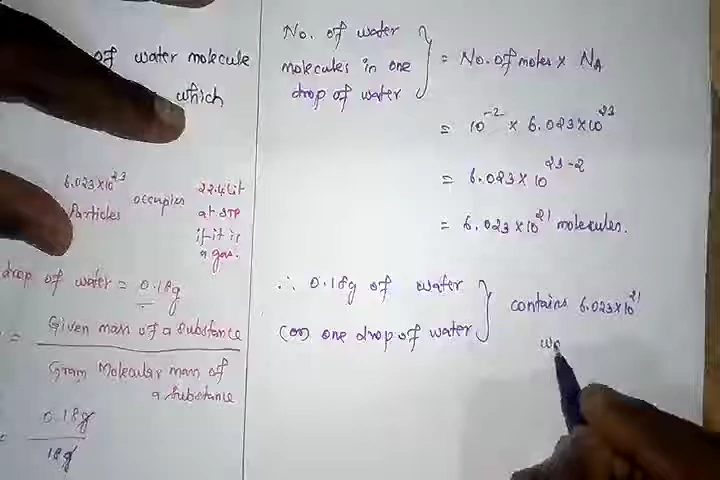 of water molecule
which
6.023×10^23
Particles occupies 22.4 lit
at STP
if it is
a gas.
drop of water = 0.18g
= Given mass of a substance
Gram Molecular mass of
a substance
= 0.18g
18g
No. of water
molecules in one
drop of water } = No. of moles × N_A
= 10^-2 × 6.023×10^23
= 6.023×10^23-2
= 6.023×10^21 molecules.
∴ 0.18g of water
(or) one drop of water } contains 6.023×10^21
wa